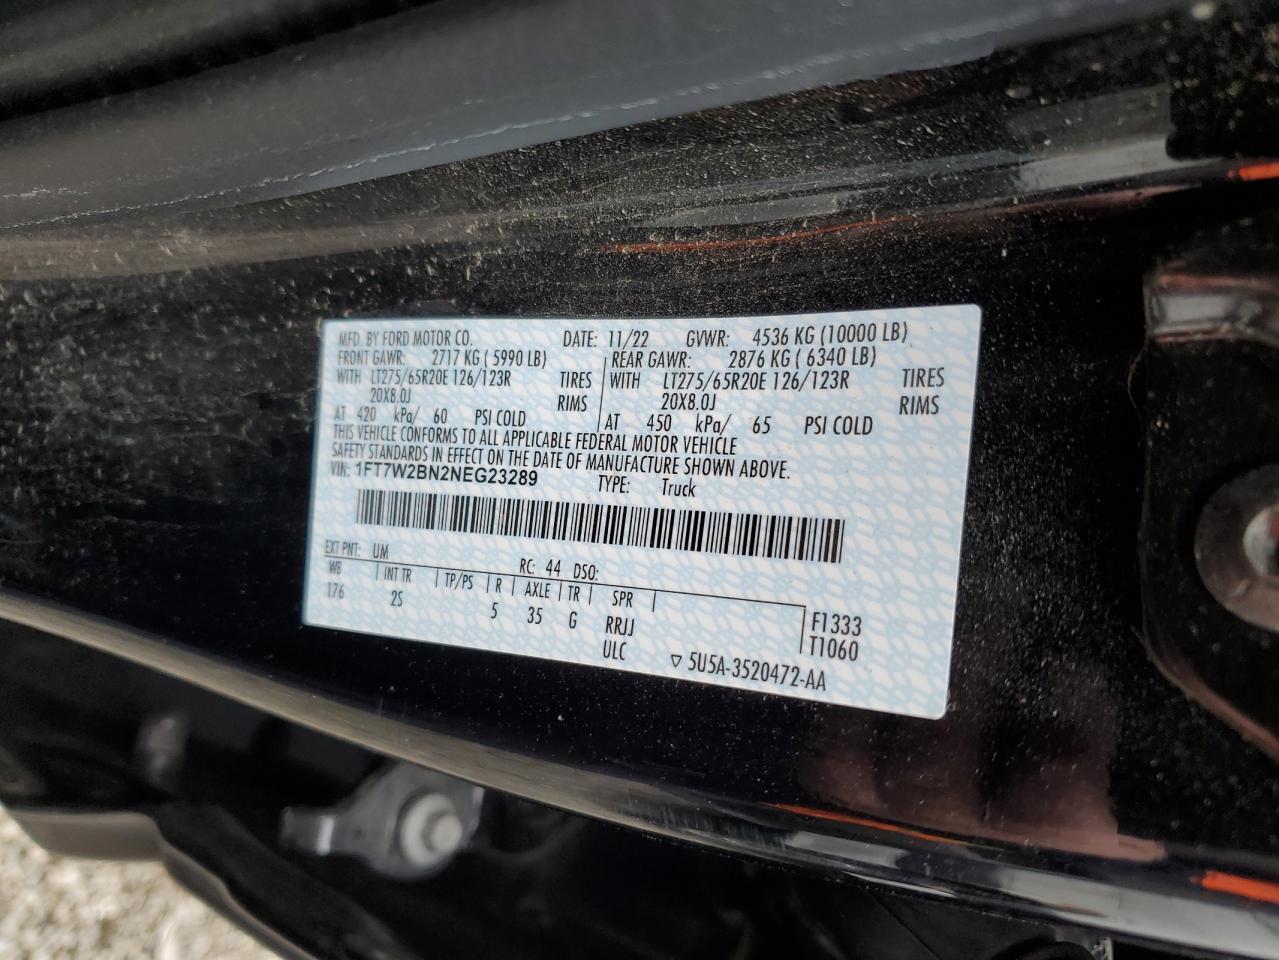 MFD. BY FORD MOTOR CO. DATE: 11/22 GVWR: 4536 KG (10000 LB)
FRONT GAWR: 2717 KG ( 5990 LB) REAR GAWR: 2876 KG ( 6340 LB)
WITH LT275/65R20E 126/123R TIRES WITH LT275/65R20E 126/123R TIRES
20X8.0J RIMS 20X8.0J RIMS
AT 420 kPa/ 60 PSI COLD AT 450 kPa/ 65 PSI COLD
THIS VEHICLE CONFORMS TO ALL APPLICABLE FEDERAL MOTOR VEHICLE
SAFETY STANDARDS IN EFFECT ON THE DATE OF MANUFACTURE SHOWN ABOVE.
VIN: 1FT7W2BN2NEG23289 TYPE: Truck
EXT PNT: UM RC: 44 DSO:
WB INT TR TP/PS R AXLE TR SPR
176 2S 5 35 G RRJJ F1333
ULC T1060
▽ 5U5A-3520472-AA